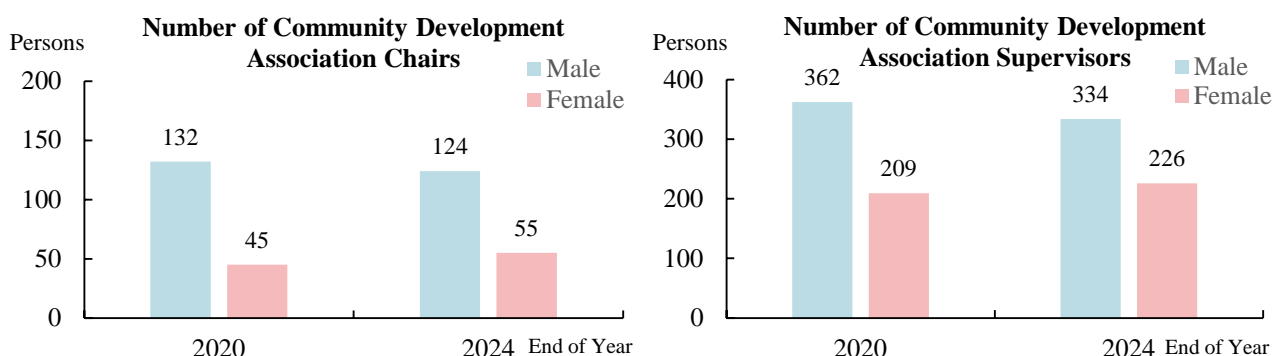 Number of Community Development
Association Chairs
Persons
Male
Female
200
150
100
50
0
132
45
124
55
2020
2024
End of Year
Number of Community Development
Association Supervisors
Persons
Male
Female
400
300
200
100
0
362
209
334
226
2020
2024
End of Year